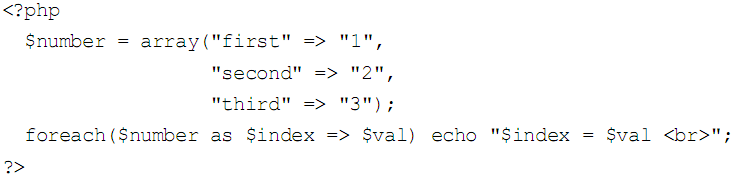 <?php
  $number = array("first" => "1",
                  "second" => "2",
                  "third" => "3");
  foreach($number as $index => $val) echo "$index = $val <br>";
?>